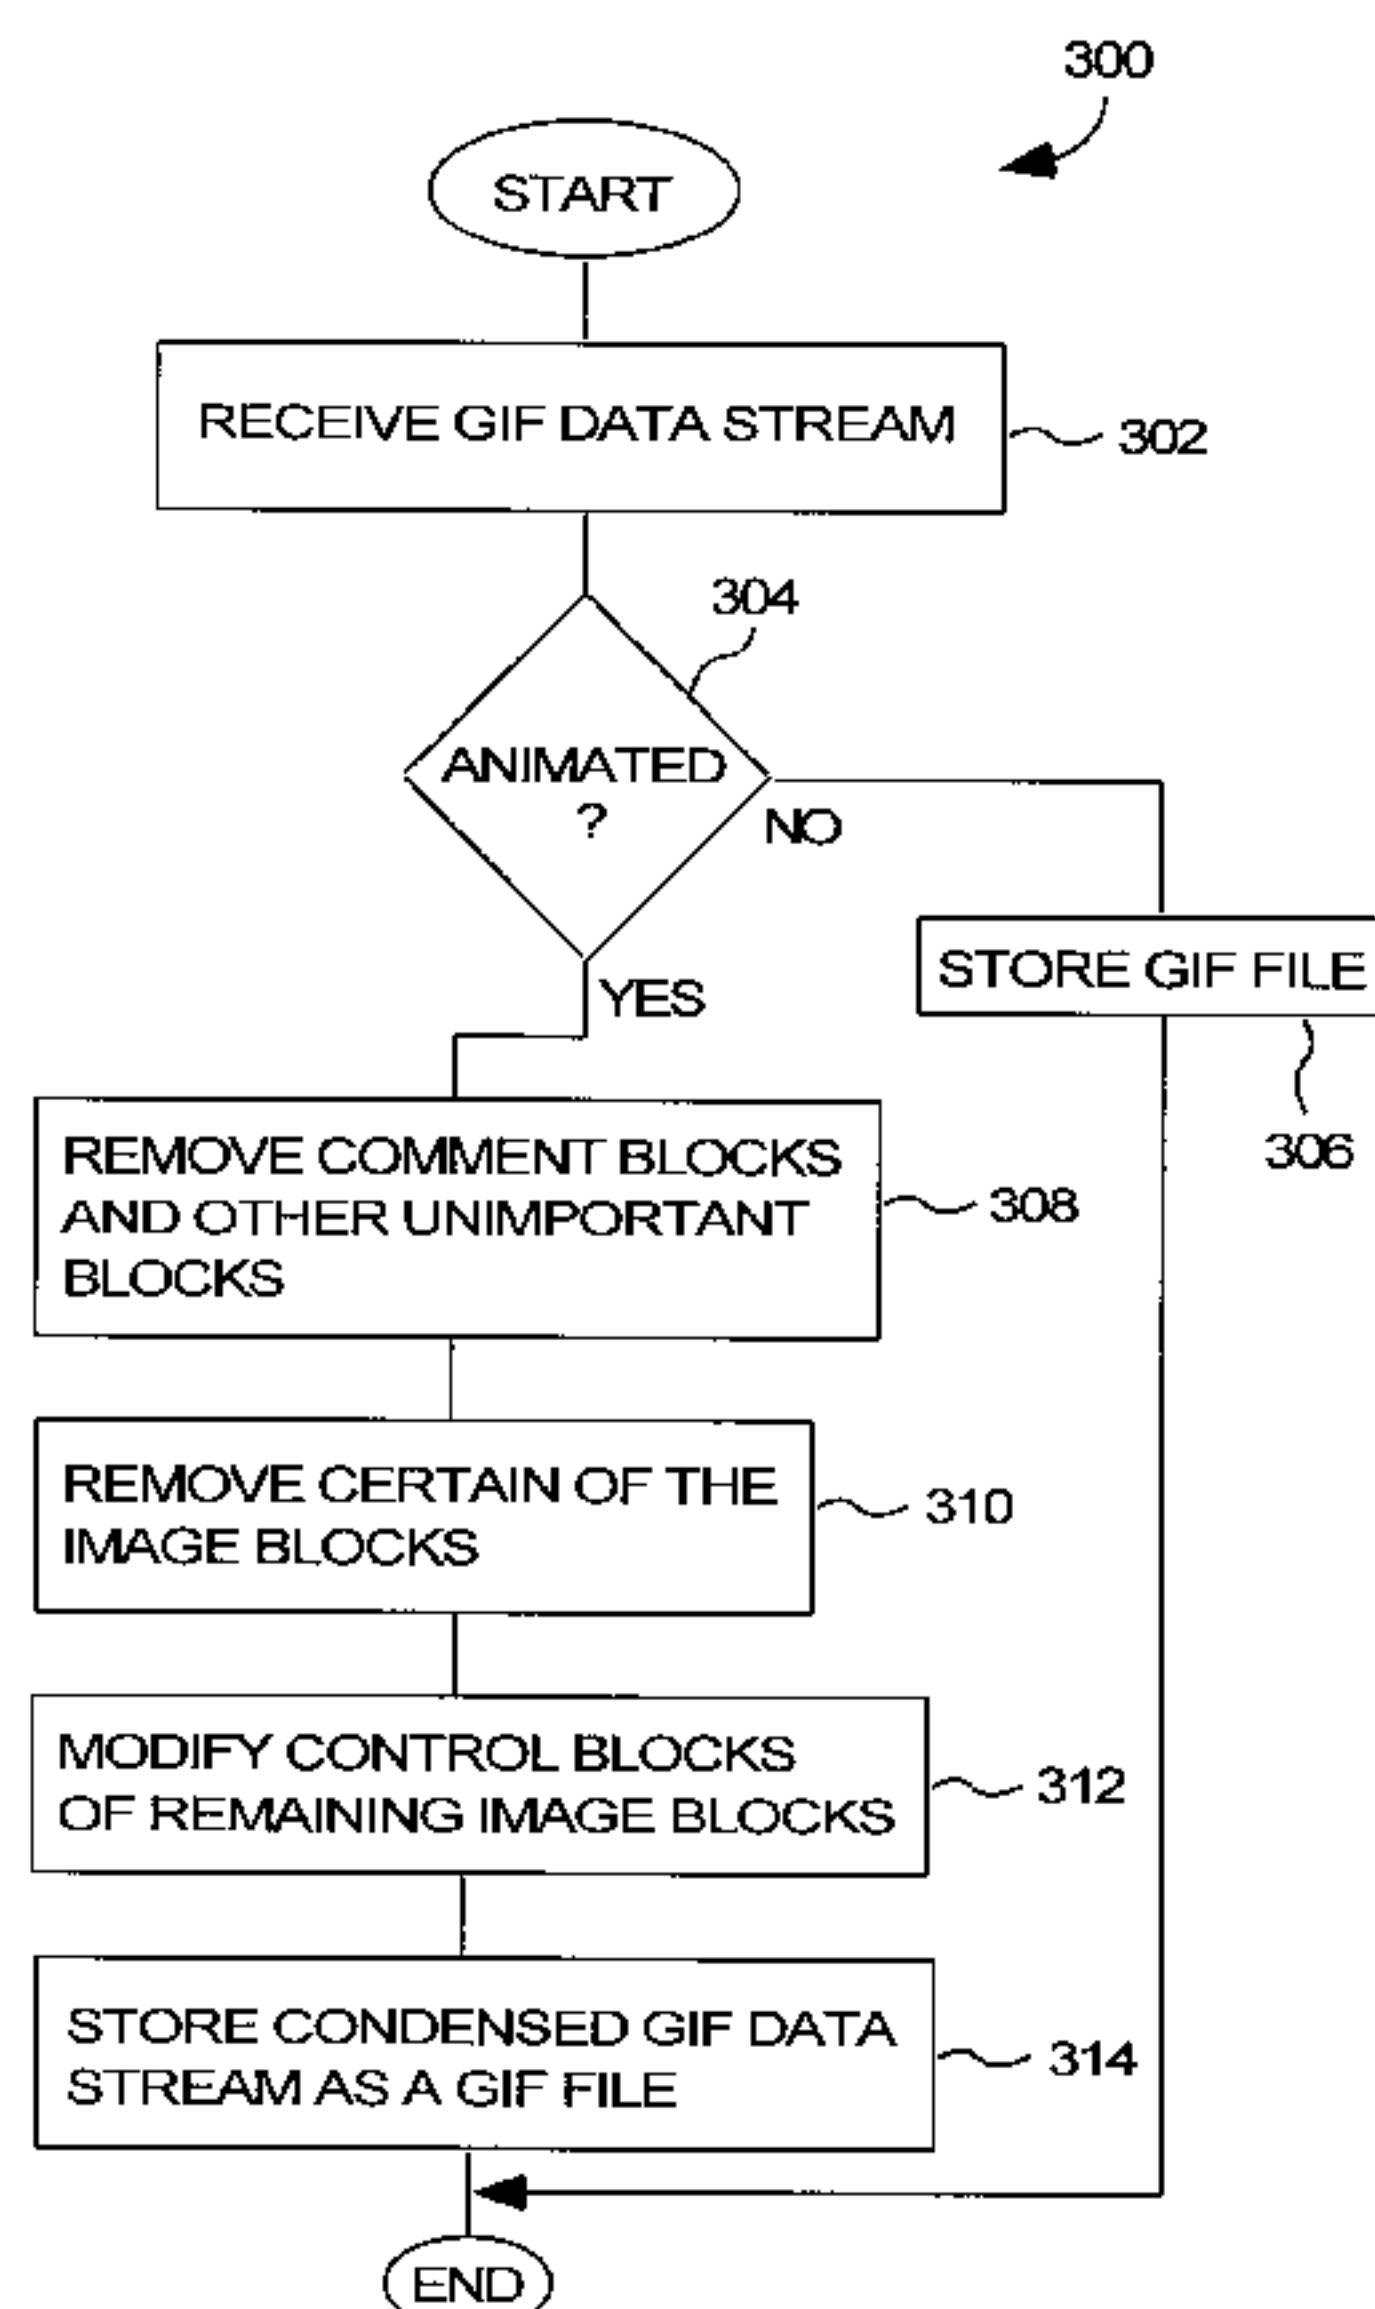 300
START
RECEIVE GIF DATA STREAM
302
304
ANIMATED
?
NO
YES
STORE GIF FILE
306
REMOVE COMMENT BLOCKS
AND OTHER UNIMPORTANT
BLOCKS
308
REMOVE CERTAIN OF THE
IMAGE BLOCKS
310
MODIFY CONTROL BLOCKS
OF REMAINING IMAGE BLOCKS
312
STORE CONDENSED GIF DATA
STREAM AS A GIF FILE
314
END